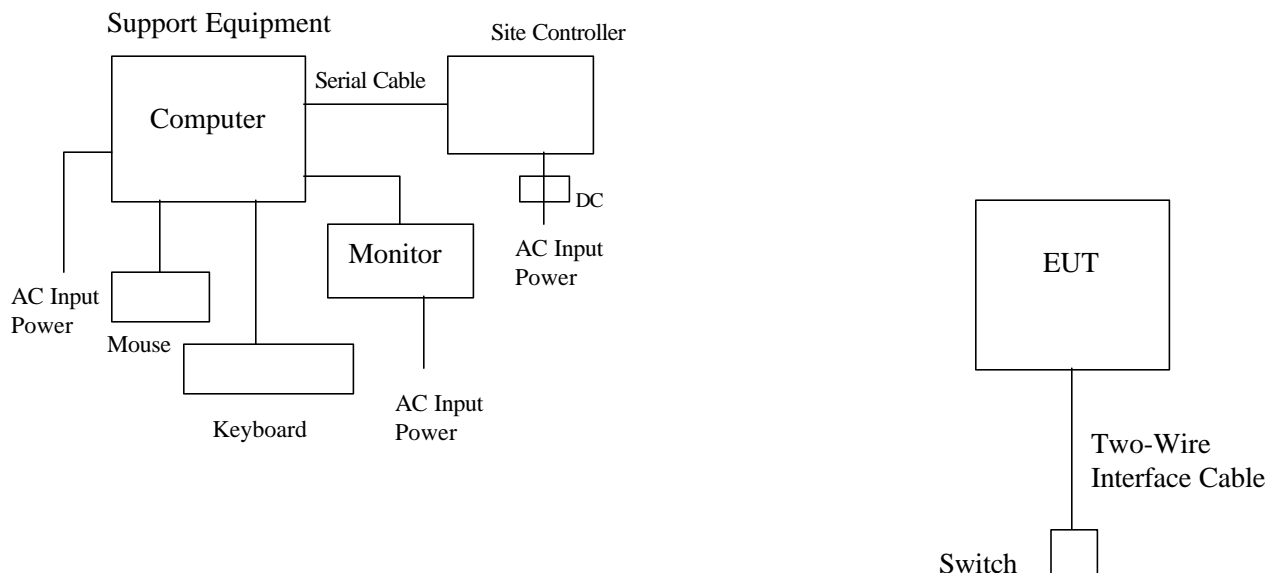 Support Equipment
Site Controller
Serial Cable
Computer
DC
Monitor
AC Input
Power
EUT
AC Input
Power
Mouse
AC Input
Power
Keyboard
Two-Wire
Interface Cable
Switch